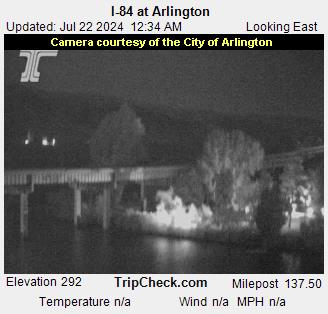 I-84 at Arlington
Updated: Jul 22 2024 12:34 AM Looking East
Camera courtesy of the City of Arlington
Elevation 292 TripCheck.com Milepost 137.50
Temperature n/a Wind n/a MPH n/a